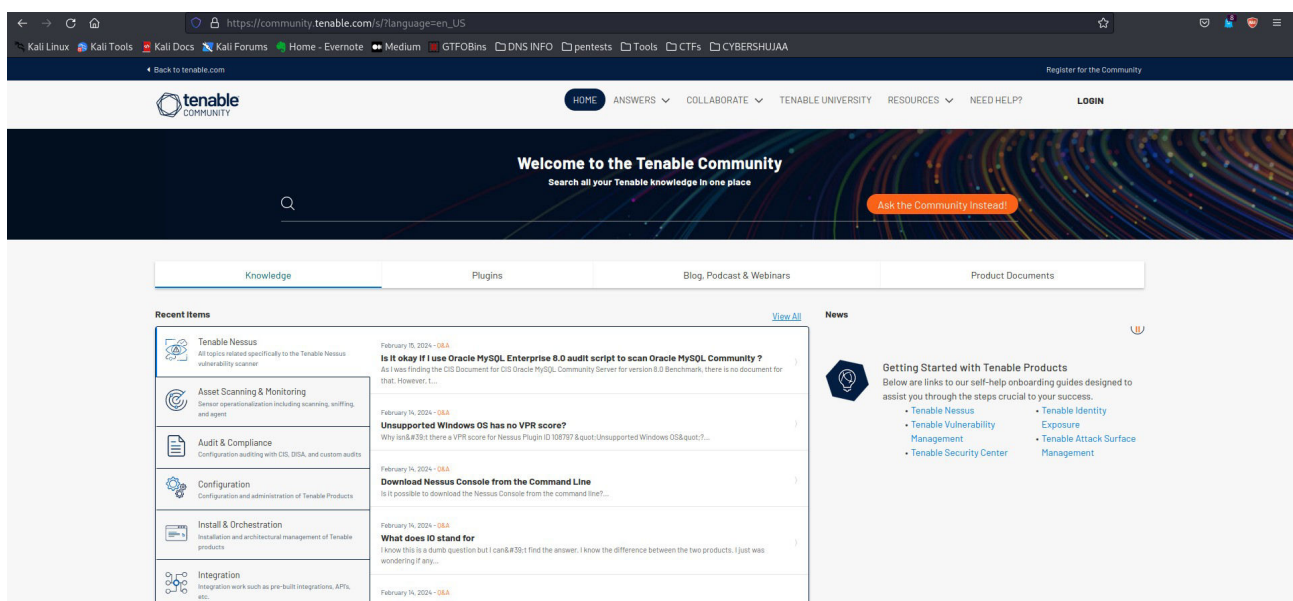 https://community.tenable.com/s/?language=en_US
Kali Linux Kali Tools Kali Docs Kali Forums Home - Evernote Medium GTFOBins DNS INFO pentests Tools CTFs CYBERSHUJAA
Back to tenable.com Register for the Community
tenable
COMMUNITY
HOME ANSWERS COLLABORATE TENABLE UNIVERSITY RESOURCES NEED HELP? LOGIN
Welcome to the Tenable Community
Search all your Tenable knowledge in one place
Ask the Community Instead!
Knowledge Plugins Blog, Podcast & Webinars Product Documents
Recent Items View All
Tenable Nessus
All topics related specifically to the Tenable Nessus
vulnerability scanner
Asset Scanning & Monitoring
Sensor operationalization including scanning, sniffing,
and agent
Audit & Compliance
Configuration auditing with CIS, DISA, and custom audits
Configuration
Configuration and administration of Tenable Products
Install & Orchestration
Installation and architectural management of Tenable
products
Integration
Integration work such as pre-built integrations, API's,
etc.
February 15, 2024 - Q&A
Is it okay if I use Oracle MySQL Enterprise 8.0 audit script to scan Oracle MySQL Community ?
As I was finding the CIS Document for CIS Oracle MySQL Community Server for version 8.0 Benchmark, there is no document for
that. However, t...
February 14, 2024 - Q&A
Unsupported Windows OS has no VPR score?
Why isn&#39;t there a VPR score for Nessus Plugin ID 108797 &quot;Unsupported Windows OS&quot;?...
February 14, 2024 - Q&A
Download Nessus Console from the Command Line
Is it possible to download the Nessus Console from the command line?...
February 14, 2024 - Q&A
What does IO stand for
I know this is a dumb question but I can&#39;t find the answer. I know the difference between the two products. I just was
wondering if any...
February 14, 2024 - Q&A
News
Getting Started with Tenable Products
Below are links to our self-help onboarding guides designed to
assist you through the steps crucial to your success.
• Tenable Nessus
• Tenable Vulnerability
Management
• Tenable Security Center
• Tenable Identity
Exposure
• Tenable Attack Surface
Management